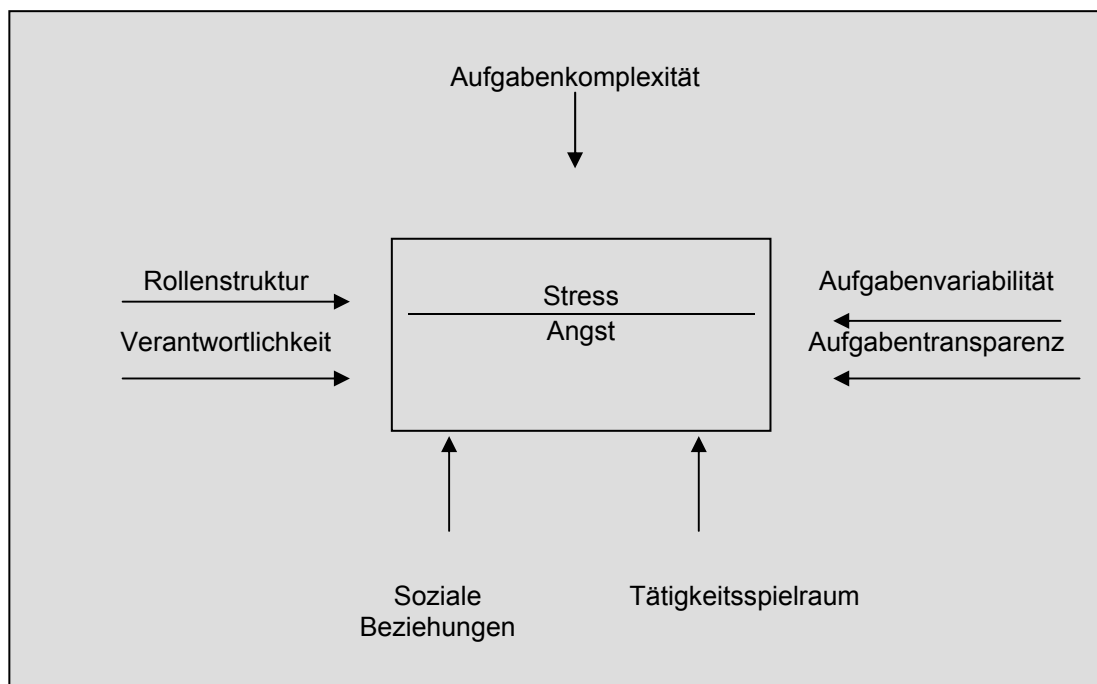 Aufgabenkomplexität
Rollenstruktur
Verantwortlichkeit
Stress
Angst
Aufgabenvariabilität
Aufgabentransparenz
Soziale
Beziehungen
Tätigkeitsspielraum